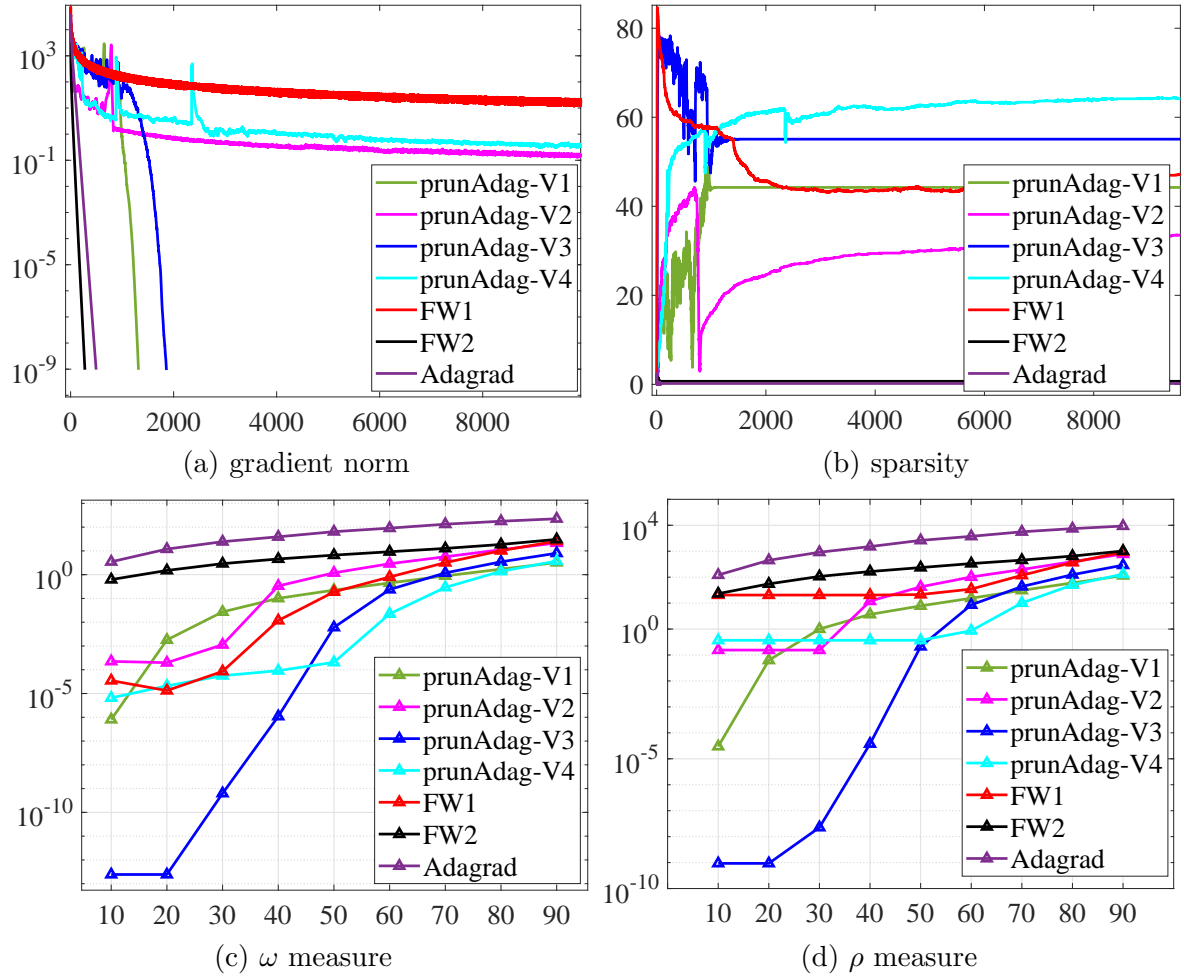 10^3
10^-1
10^-5
10^-9
0
2000
4000
6000
8000
prunAdag-V1
prunAdag-V2
prunAdag-V3
prunAdag-V4
FW1
FW2
Adagrad
(a) gradient norm
80
60
40
20
0
0
2000
4000
6000
8000
prunAdag-V1
prunAdag-V2
prunAdag-V3
prunAdag-V4
FW1
FW2
Adagrad
(b) sparsity
10^0
10^-5
10^-10
10 20 30 40 50 60 70 80 90
prunAdag-V1
prunAdag-V2
prunAdag-V3
prunAdag-V4
FW1
FW2
Adagrad
(c) ω measure
10^4
10^0
10^-5
10^-10
10 20 30 40 50 60 70 80 90
prunAdag-V1
prunAdag-V2
prunAdag-V3
prunAdag-V4
FW1
FW2
Adagrad
(d) ρ measure